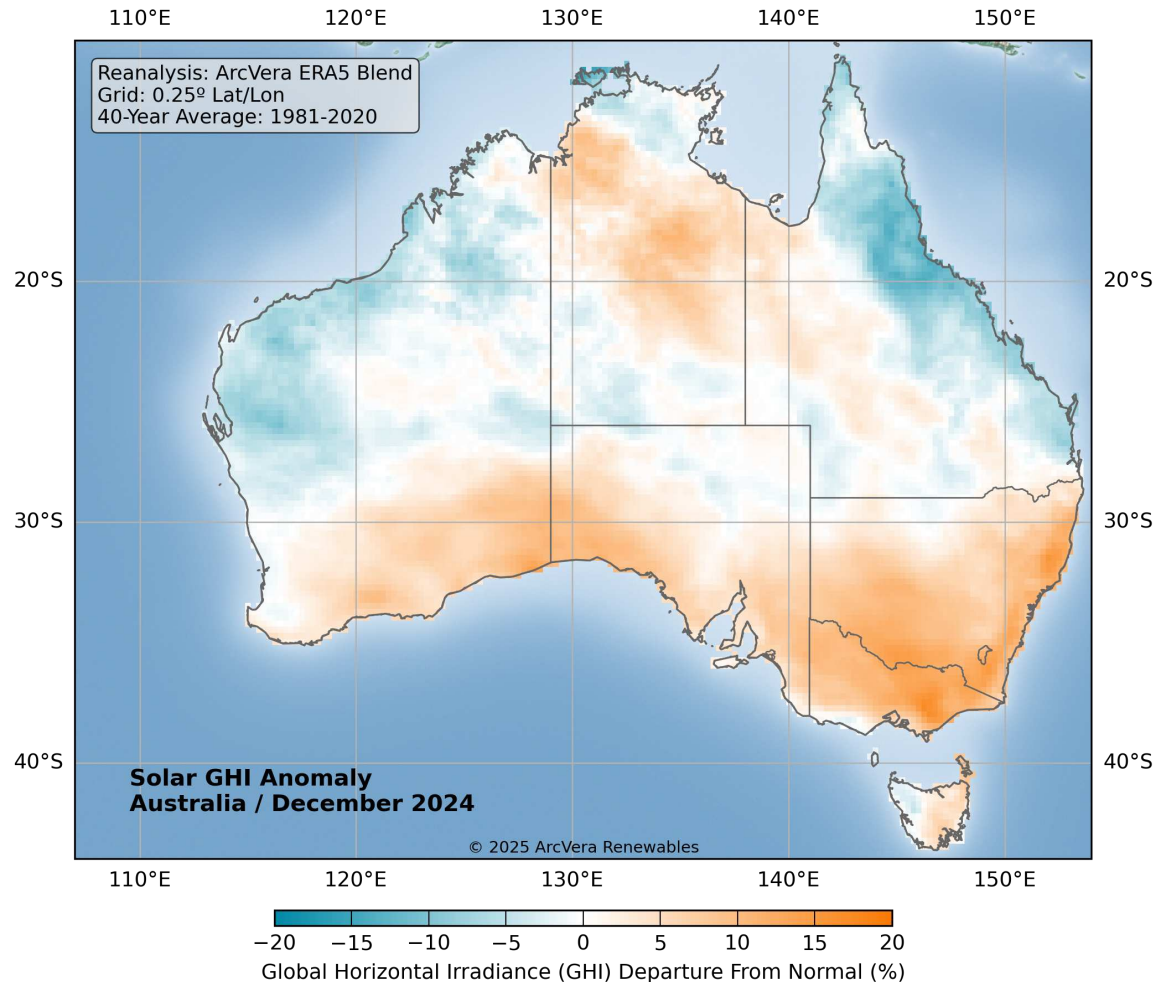 110°E 120°E 130°E 140°E 150°E
Reanalysis: ArcVera ERA5 Blend
Grid: 0.25º Lat/Lon
40-Year Average: 1981-2020
20°S 20°S
30°S 30°S
40°S 40°S
Solar GHI Anomaly
Australia / December 2024
© 2025 ArcVera Renewables
110°E 120°E 130°E 140°E 150°E
−20 −15 −10 −5 0 5 10 15 20
Global Horizontal Irradiance (GHI) Departure From Normal (%)